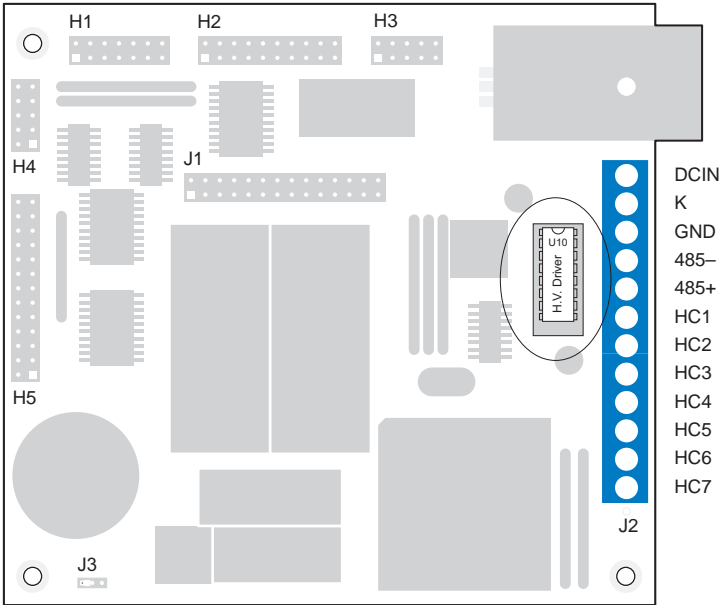 H1
H2
H3
H4
J1
DCIN
K
GND
485–
485+
HC1
HC2
HC3
HC4
HC5
HC6
HC7
U10
H.V. Driver
H5
J2
J3